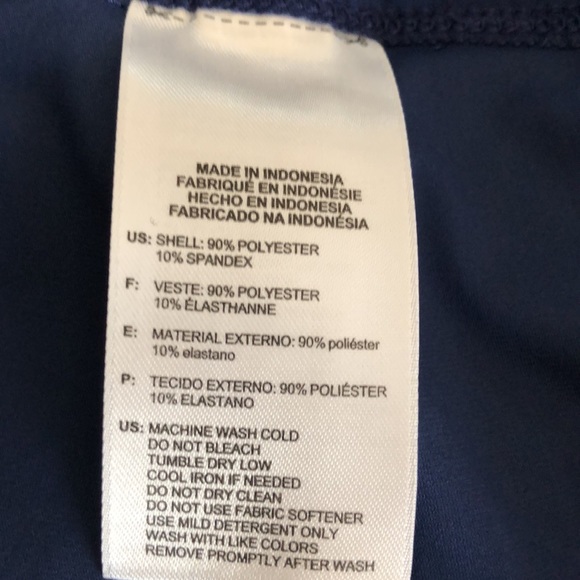 MADE IN INDONESIA
FABRIQUÉ EN INDONÉSIE
HECHO EN INDONESIA
FABRICADO NA INDONÉSIA
US: SHELL: 90% POLYESTER
10% SPANDEX
F: VESTE: 90% POLYESTER
10% ÉLASTHANNE
E: MATERIAL EXTERNO: 90% poliéster
10% elastano
P: TECIDO EXTERNO: 90% POLIÉSTER
10% ELASTANO
US: MACHINE WASH COLD
DO NOT BLEACH
TUMBLE DRY LOW
COOL IRON IF NEEDED
DO NOT DRY CLEAN
DO NOT USE FABRIC SOFTENER
USE MILD DETERGENT ONLY
WASH WITH LIKE COLORS
REMOVE PROMPTLY AFTER WASH